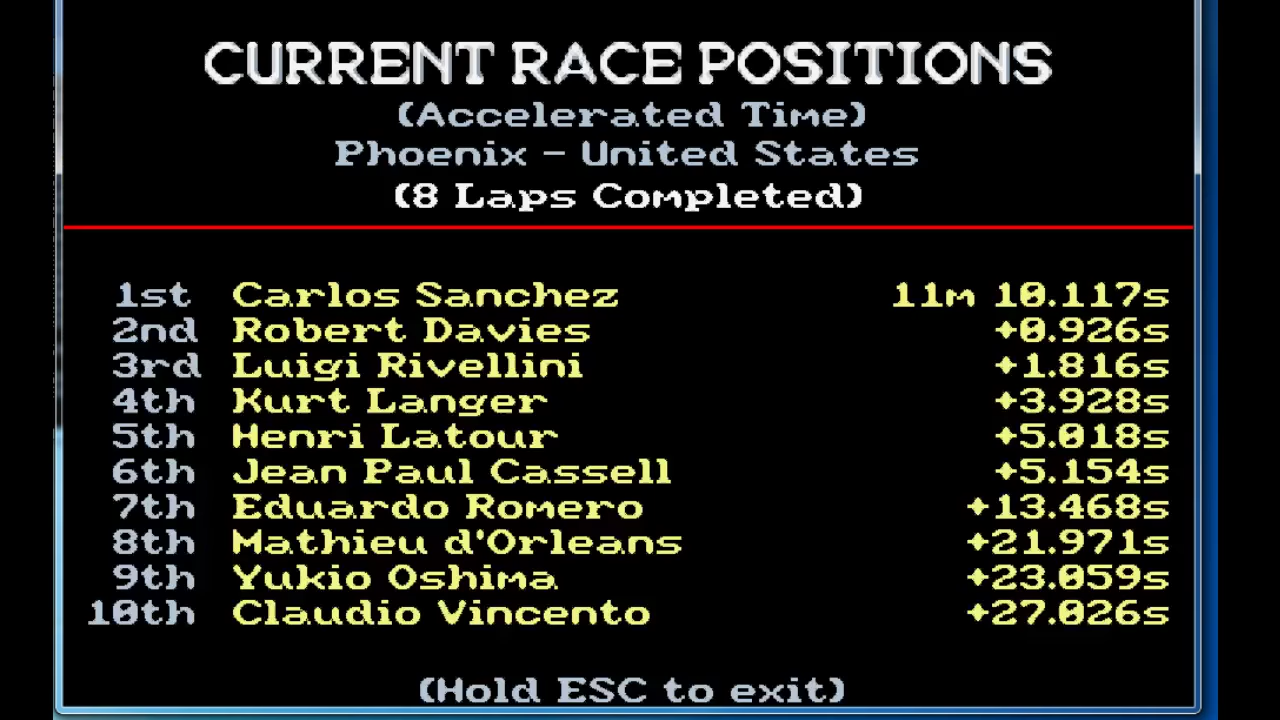 CURRENT RACE POSITIONS
(Accelerated Time)
Phoenix - United States
(8 Laps Completed)
1st Carlos Sanchez 11m 10.117s
2nd Robert Davies +0.926s
3rd Luigi Rivellini +1.816s
4th Kurt Langer +3.928s
5th Henri Latour +5.018s
6th Jean Paul Cassell +5.154s
7th Eduardo Romero +13.468s
8th Mathieu d'Orleans +21.971s
9th Yukio Oshima +23.059s
10th Claudio Vincento +27.026s
(Hold ESC to exit)